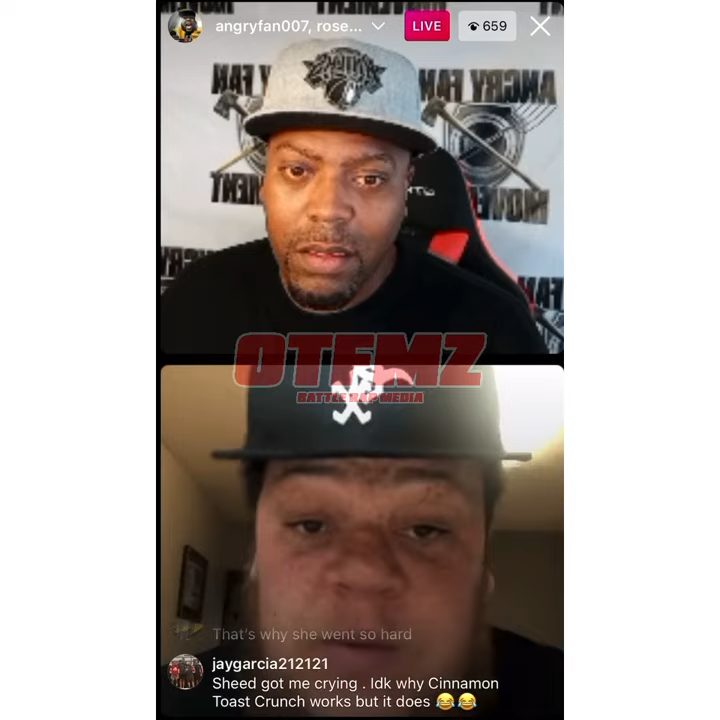 angryfan007, rose...
LIVE
659
OTEMZ
BATTLE RAP MEDIA
That's why she went so hard
jaygarcia212121
Sheed got me crying . Idk why Cinnamon
Toast Crunch works but it does 😂😂